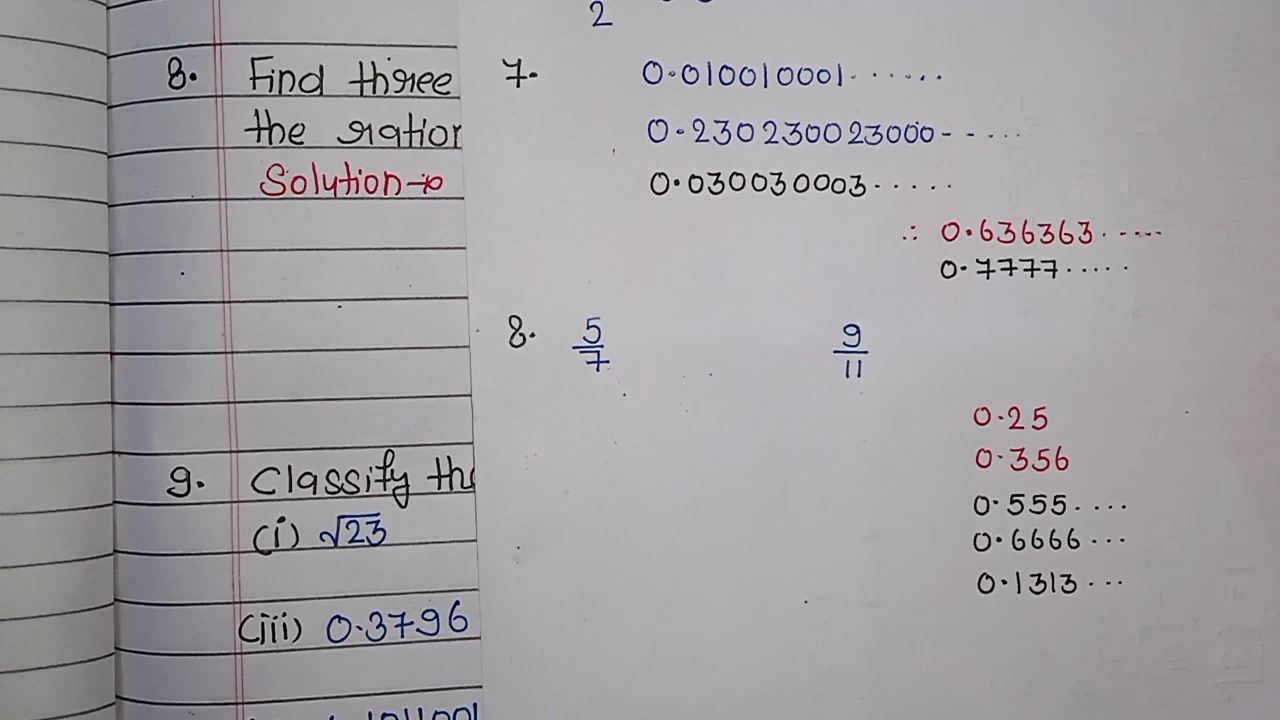 2
8. Find three
the ration
Solution→
9. Classify the
(i) √23
(iii) 0.3796
7. 0.010010001......
0.230230023000-----
0.030030003.....
∴ 0.636363.-----
0.7777.....
8. 5/7 9/11
0.25
0.356
0.555....
0.6666...
0.1313...